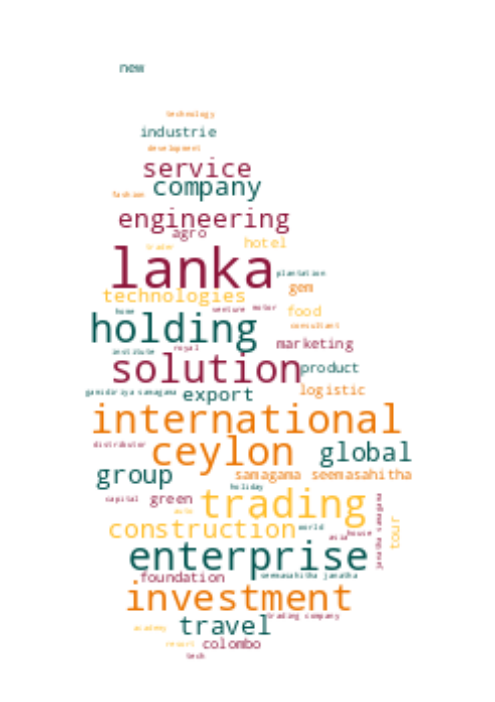 new
technology
industrie
development
service
company
fashion
engineering
agro
hotel
trader
lanka
plantation
gem
technologies
home
venture motor
food
holding
consultant
marketing
institute
royal
solution
product
ganidiriya samagama
export
logistic
international
distributor
ceylon
global
group
samagama seemasahitha
holiday
capital
green
trading
janatha samagama
auto
construction
world
tour
asia
house
enterprise
foundation
seemasahitha janatha
investment
trading company
travel
academy
resort
colombo
tech